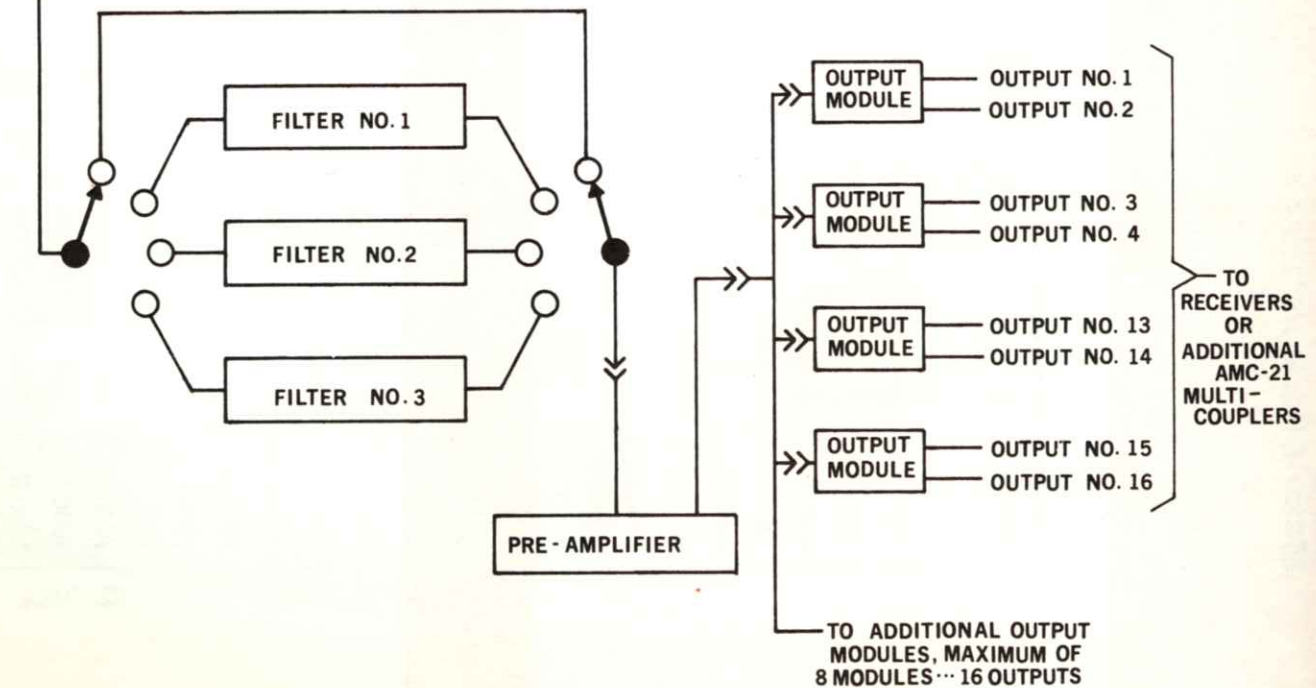 FILTER NO.1
FILTER NO.2
FILTER NO.3
PRE-AMPLIFIER
OUTPUT
MODULE
OUTPUT NO.1
OUTPUT NO.2
OUTPUT
MODULE
OUTPUT NO. 3
OUTPUT NO. 4
OUTPUT
MODULE
OUTPUT NO. 13
OUTPUT NO. 14
OUTPUT
MODULE
OUTPUT NO. 15
OUTPUT NO. 16
TO
RECEIVERS
OR
ADDITIONAL
AMC-21
MULTI-
COUPLERS
TO ADDITIONAL OUTPUT
MODULES, MAXIMUM OF
8 MODULES··· 16 OUTPUTS